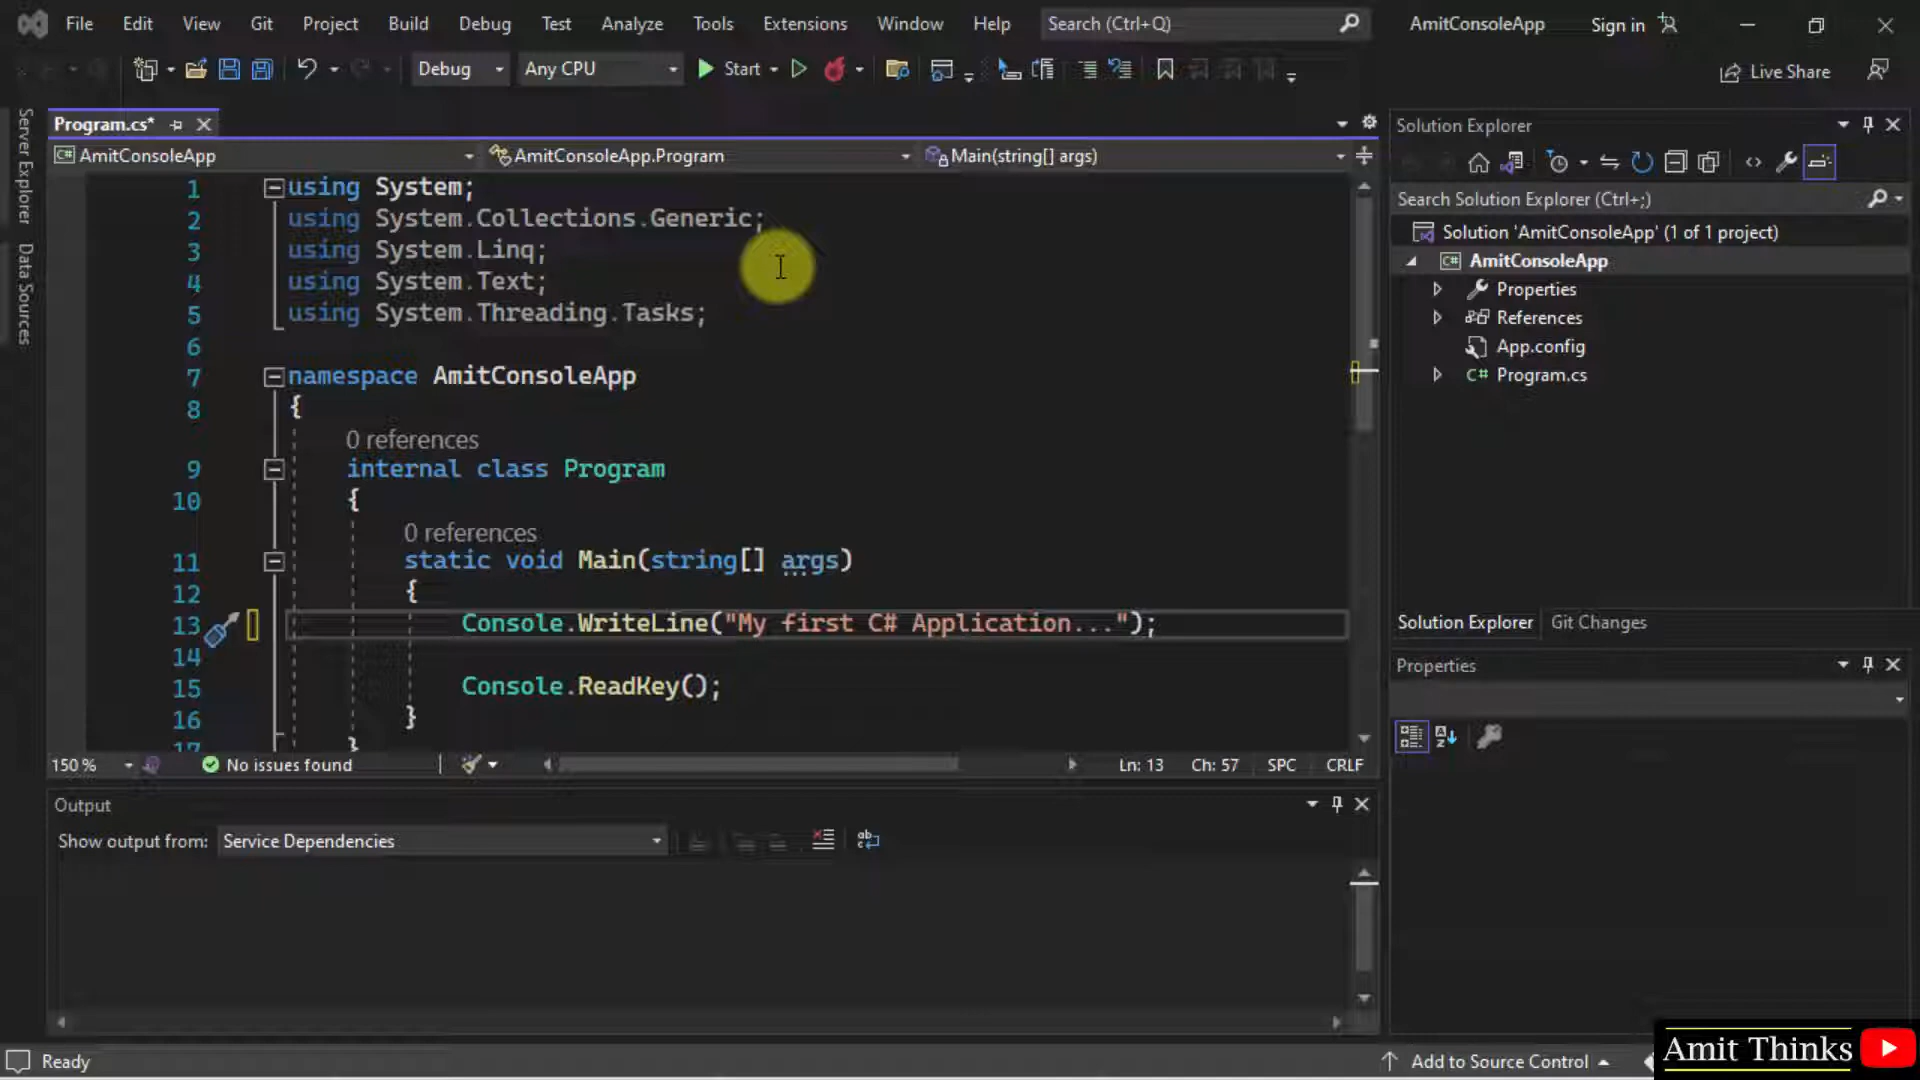 File Edit View Git Project Build Debug Test Analyze Tools Extensions Window Help Search (Ctrl+Q) AmitConsoleApp Sign in
Debug Any CPU Start Live Share
Server Explorer
Data Sources
Program.cs*
AmitConsoleApp AmitConsoleApp.Program Main(string[] args)
1 using System;
2 using System.Collections.Generic;
3 using System.Linq;
4 using System.Text;
5 using System.Threading.Tasks;
6
7 namespace AmitConsoleApp
8 {
0 references
9 internal class Program
10 {
0 references
11 static void Main(string[] args)
12 {
13 Console.WriteLine("My first C# Application...");
14
15 Console.ReadKey();
16 }
17 }
150 % No issues found Ln: 13 Ch: 57 SPC CRLF
Output
Show output from: Service Dependencies
Solution Explorer
Search Solution Explorer (Ctrl+;)
Solution 'AmitConsoleApp' (1 of 1 project)
C# AmitConsoleApp
Properties
References
App.config
C# Program.cs
Solution Explorer Git Changes
Properties
Ready Add to Source Control
Amit Thinks